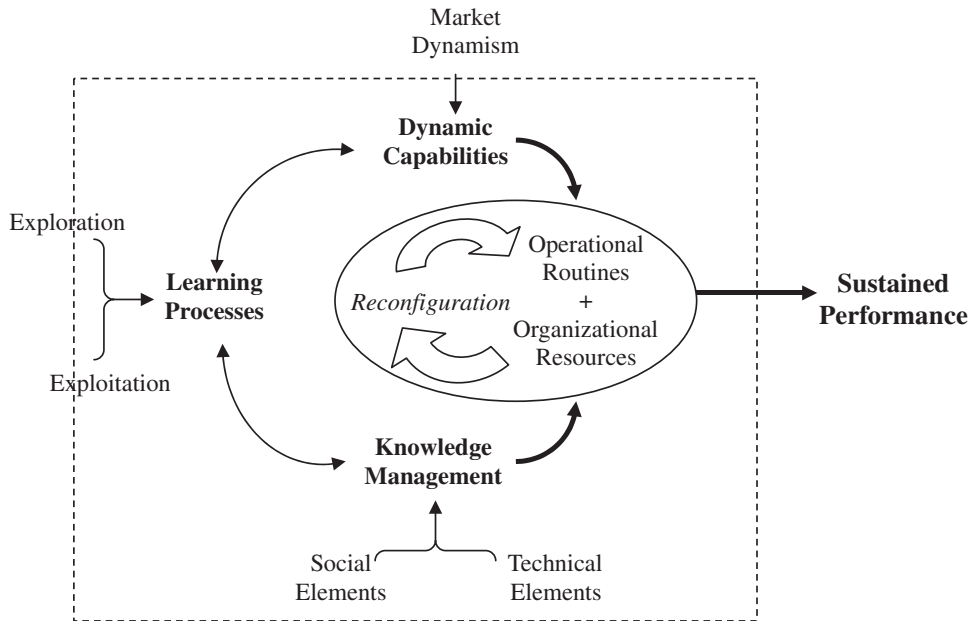 Market
Dynamism
Dynamic
Capabilities
Exploration
Learning
Processes
Exploitation
Reconfiguration
Operational
Routines
+
Organizational
Resources
Sustained
Performance
Knowledge
Management
Social
Elements
Technical
Elements